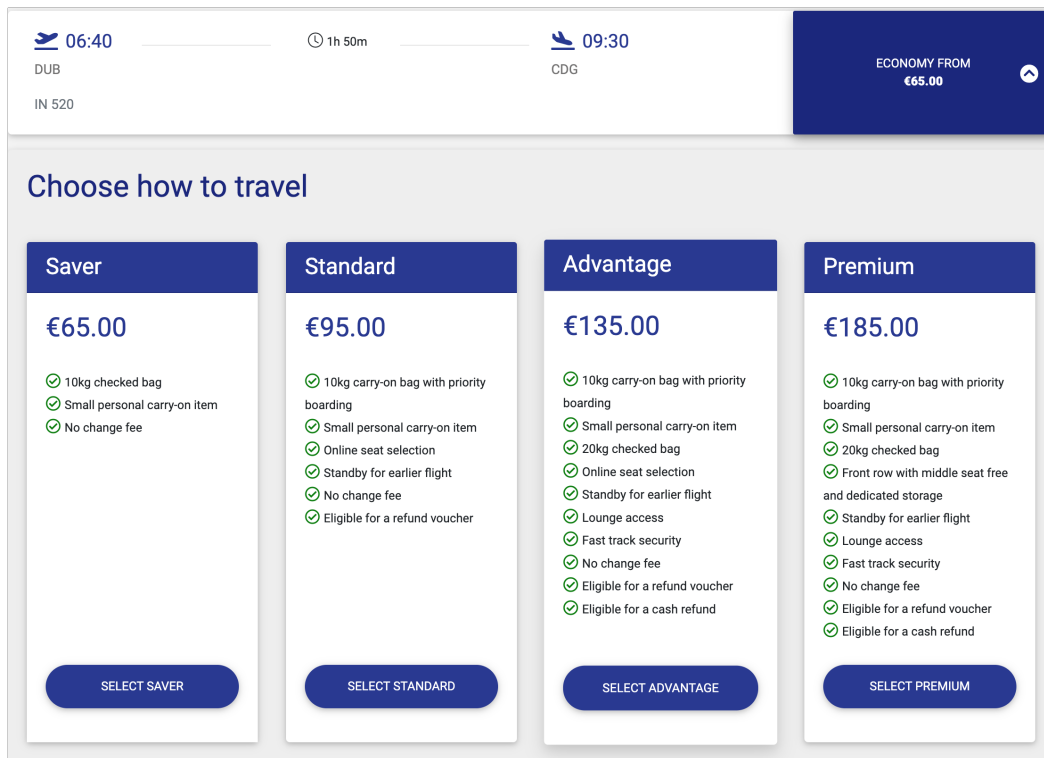 06:40
1h 50m
09:30
DUB
CDG
IN 520
ECONOMY FROM
€65.00
Choose how to travel
Saver
€65.00
10kg checked bag
Small personal carry-on item
No change fee
SELECT SAVER
Standard
€95.00
10kg carry-on bag with priority
boarding
Small personal carry-on item
Online seat selection
Standby for earlier flight
No change fee
Eligible for a refund voucher
SELECT STANDARD
Advantage
€135.00
10kg carry-on bag with priority
boarding
Small personal carry-on item
20kg checked bag
Online seat selection
Standby for earlier flight
Lounge access
Fast track security
No change fee
Eligible for a refund voucher
Eligible for a cash refund
SELECT ADVANTAGE
Premium
€185.00
10kg carry-on bag with priority
boarding
Small personal carry-on item
20kg checked bag
Front row with middle seat free
and dedicated storage
Standby for earlier flight
Lounge access
Fast track security
No change fee
Eligible for a refund voucher
Eligible for a cash refund
SELECT PREMIUM